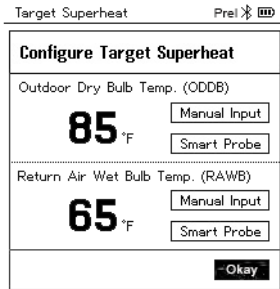 Target Superheat Prel
Configure Target Superheat
Outdoor Dry Bulb Temp. (ODDB)
85 °F
Manual Input
Smart Probe
Return Air Wet Bulb Temp. (RAWB)
65 °F
Manual Input
Smart Probe
Okay